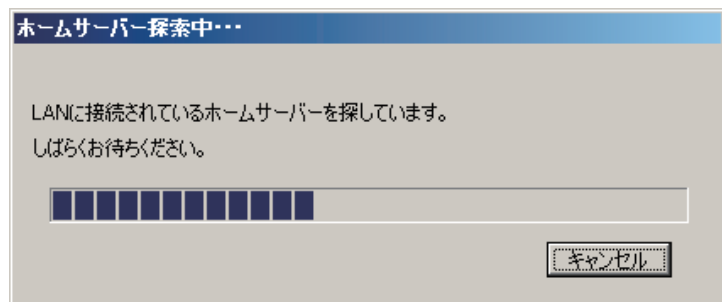 ホームサーバー探索中・・・
LANに接続されているホームサーバーを探しています。
しばらくお待ちください。
キャンセル